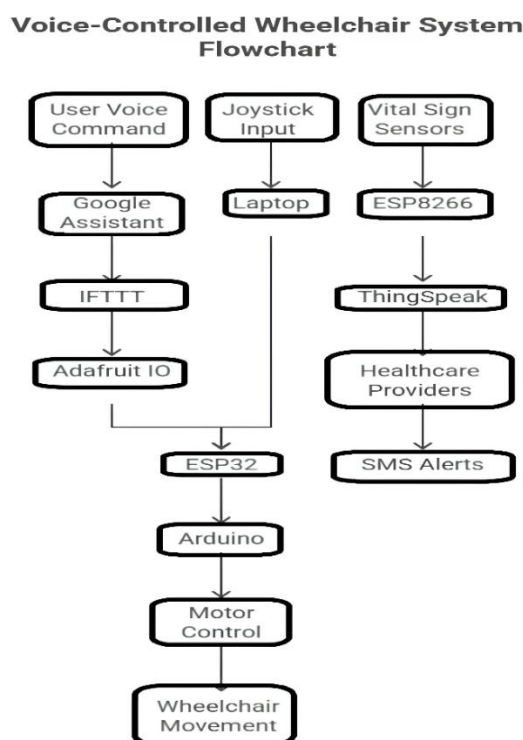 Voice-Controlled Wheelchair System
Flowchart
User Voice
Command
Joystick
Input
Vital Sign
Sensors
Google
Assistant
Laptop
ESP8266
IFTTT
ThingSpeak
Adafruit IO
Healthcare
Providers
ESP32
SMS Alerts
Arduino
Motor
Control
Wheelchair
Movement